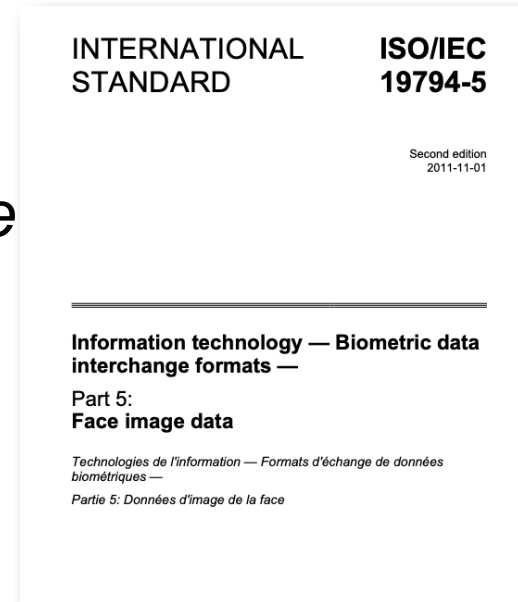 INTERNATIONAL STANDARD
ISO/IEC 19794-5
Second edition
2011-11-01
e
Information technology — Biometric data
interchange formats —
Part 5:
Face image data
Technologies de l'information — Formats d'échange de données
biométriques —
Partie 5: Données d'image de la face